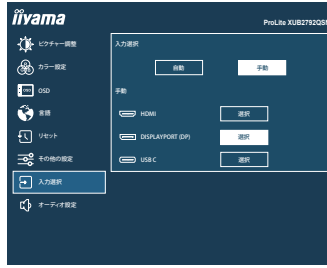 iiyama
ProLite XUB2792QSN
ピクチャー調整
カラー設定
OSD
言語
リセット
その他の設定
入力選択
オーディオ設定
入力選択
自動
手動
手動
HDMI
選択
DISPLAYPORT (DP)
選択
USB C
選択